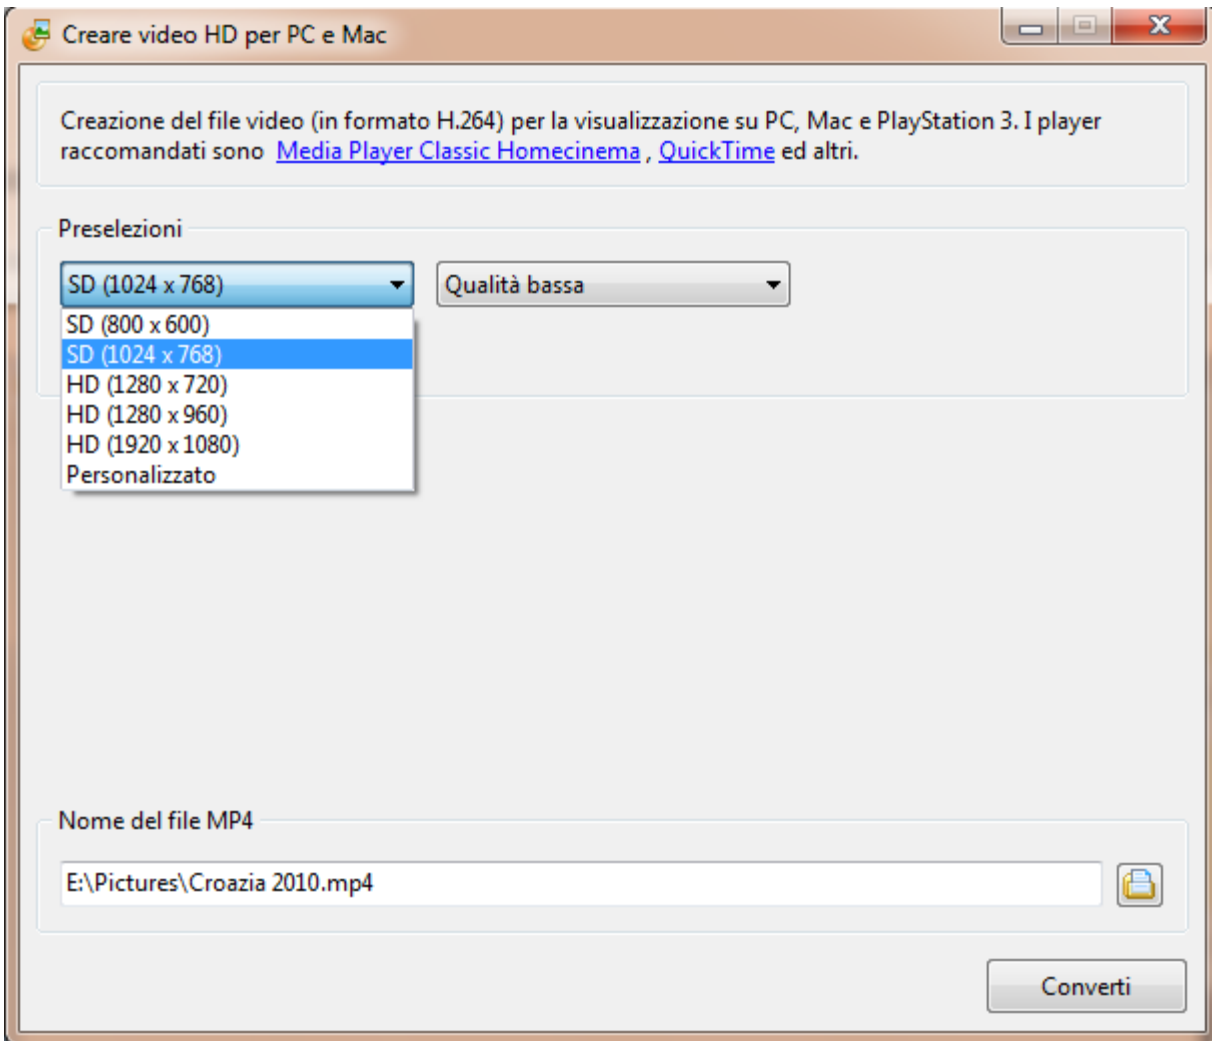 Creare video HD per PC e Mac
Creazione del file video (in formato H.264) per la visualizzazione su PC, Mac e PlayStation 3. I player
raccomandati sono Media Player Classic Homecinema , QuickTime ed altri.
Preselezioni
SD (1024 x 768)
Qualità bassa
SD (800 x 600)
SD (1024 x 768)
HD (1280 x 720)
HD (1280 x 960)
HD (1920 x 1080)
Personalizzato
Nome del file MP4
E:\Pictures\Croazia 2010.mp4
Converti